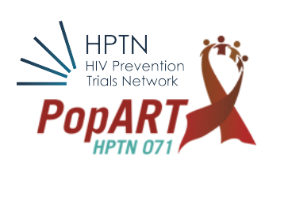 HPTN
HIV Prevention
Trials Network
PopART
HPTN 071